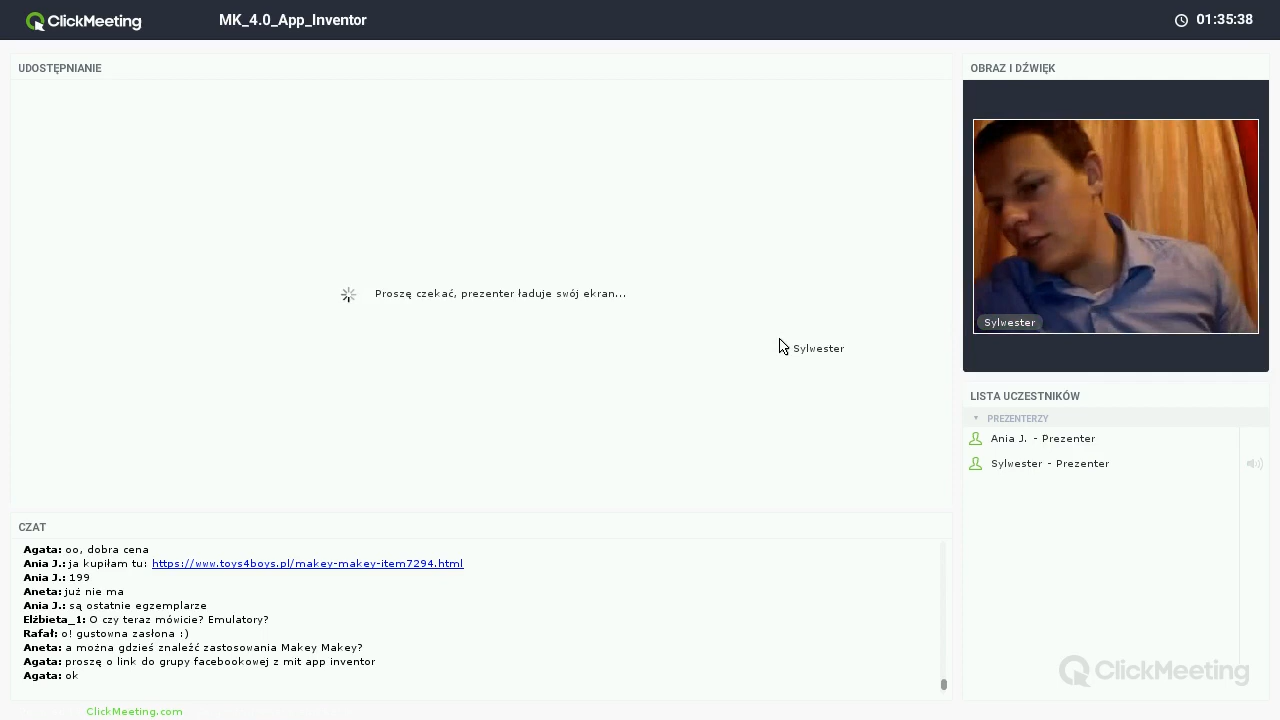 ClickMeeting
MK_4.0_App_Inventor
01:35:38
UDOSTĘPNIANIE
Proszę czekać, prezenter ładuje swój ekran...
Sylwester
OBRAZ I DŹWIĘK
Sylwester
LISTA UCZESTNIKÓW
PREZENTERZY
Ania J. - Prezenter
Sylwester - Prezenter
CZAT
Agata: oo, dobra cena
Ania J.: ja kupiłam tu: https://www.toys4boys.pl/makey-makey-item7294.html
Ania J.: 199
Aneta: już nie ma
Ania J.: są ostatnie egzemplarze
Elżbieta_1: O czy teraz mówicie? Emulatory?
Rafał: o! gustowna zasłona :)
Aneta: a można gdzieś znaleźć zastosowania Makey Makey?
Agata: proszę o link do grupy facebookowej z mit app inventor
Agata: ok
ClickMeeting
ClickMeeting.com